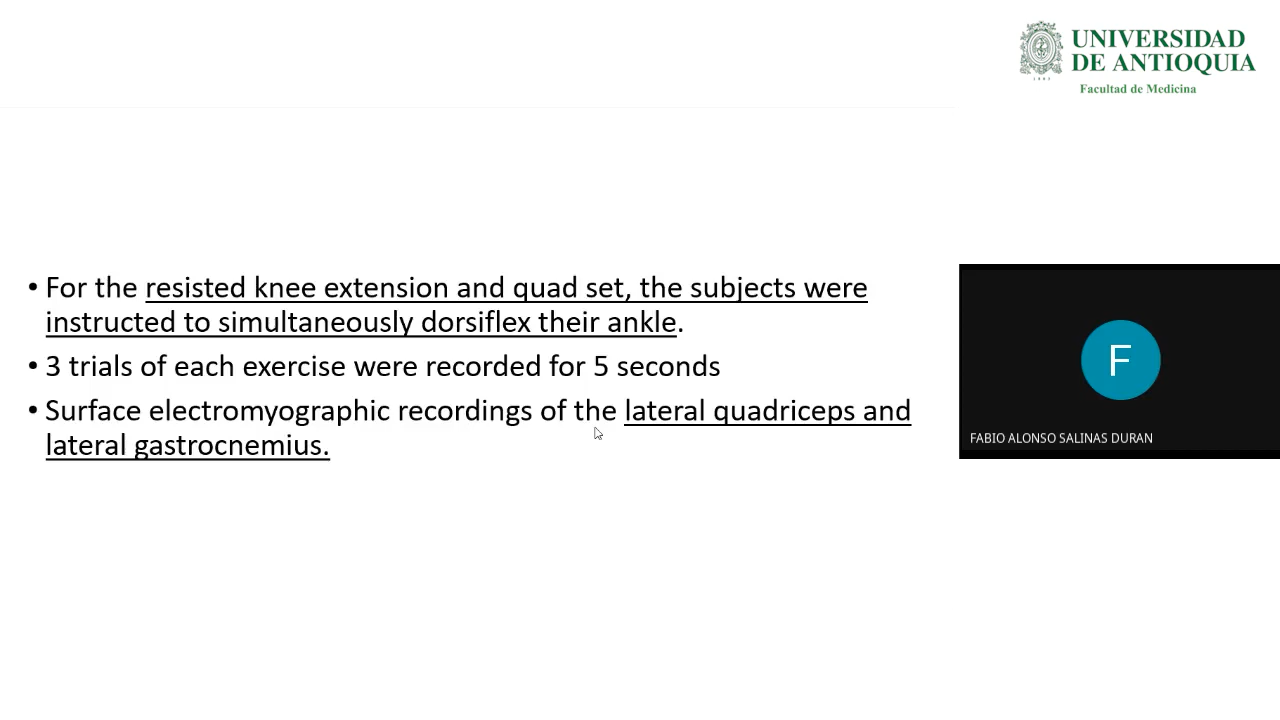 UNIVERSIDAD
DE ANTIOQUIA
1803
Facultad de Medicina
• For the resisted knee extension and quad set, the subjects were
instructed to simultaneously dorsiflex their ankle.
• 3 trials of each exercise were recorded for 5 seconds
• Surface electromyographic recordings of the lateral quadriceps and
lateral gastrocnemius.
F
FABIO ALONSO SALINAS DURAN